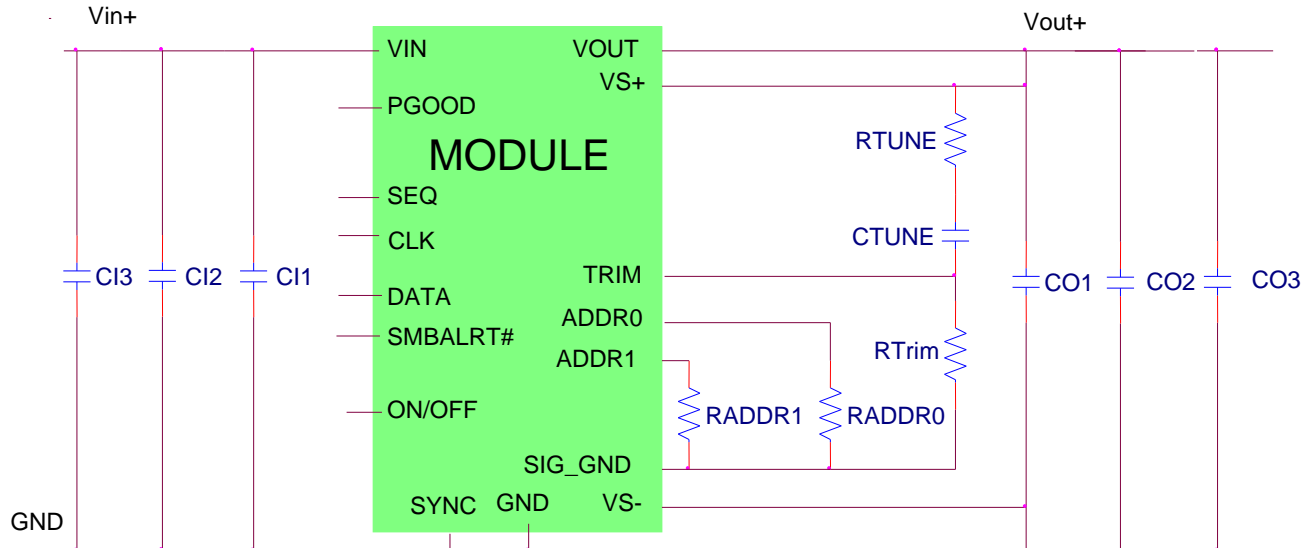 Vin+
Vout+
VIN
VOUT
VS+
PGOOD
MODULE
RTUNE
SEQ
CLK
CTUNE
TRIM
CI3
CI2
CI1
DATA
CO1
CO2
CO3
ADDR0
SMBALRT#
RTrim
ADDR1
ON/OFF
RADDR1
RADDR0
SIG_GND
SYNC
GND
VS-
GND